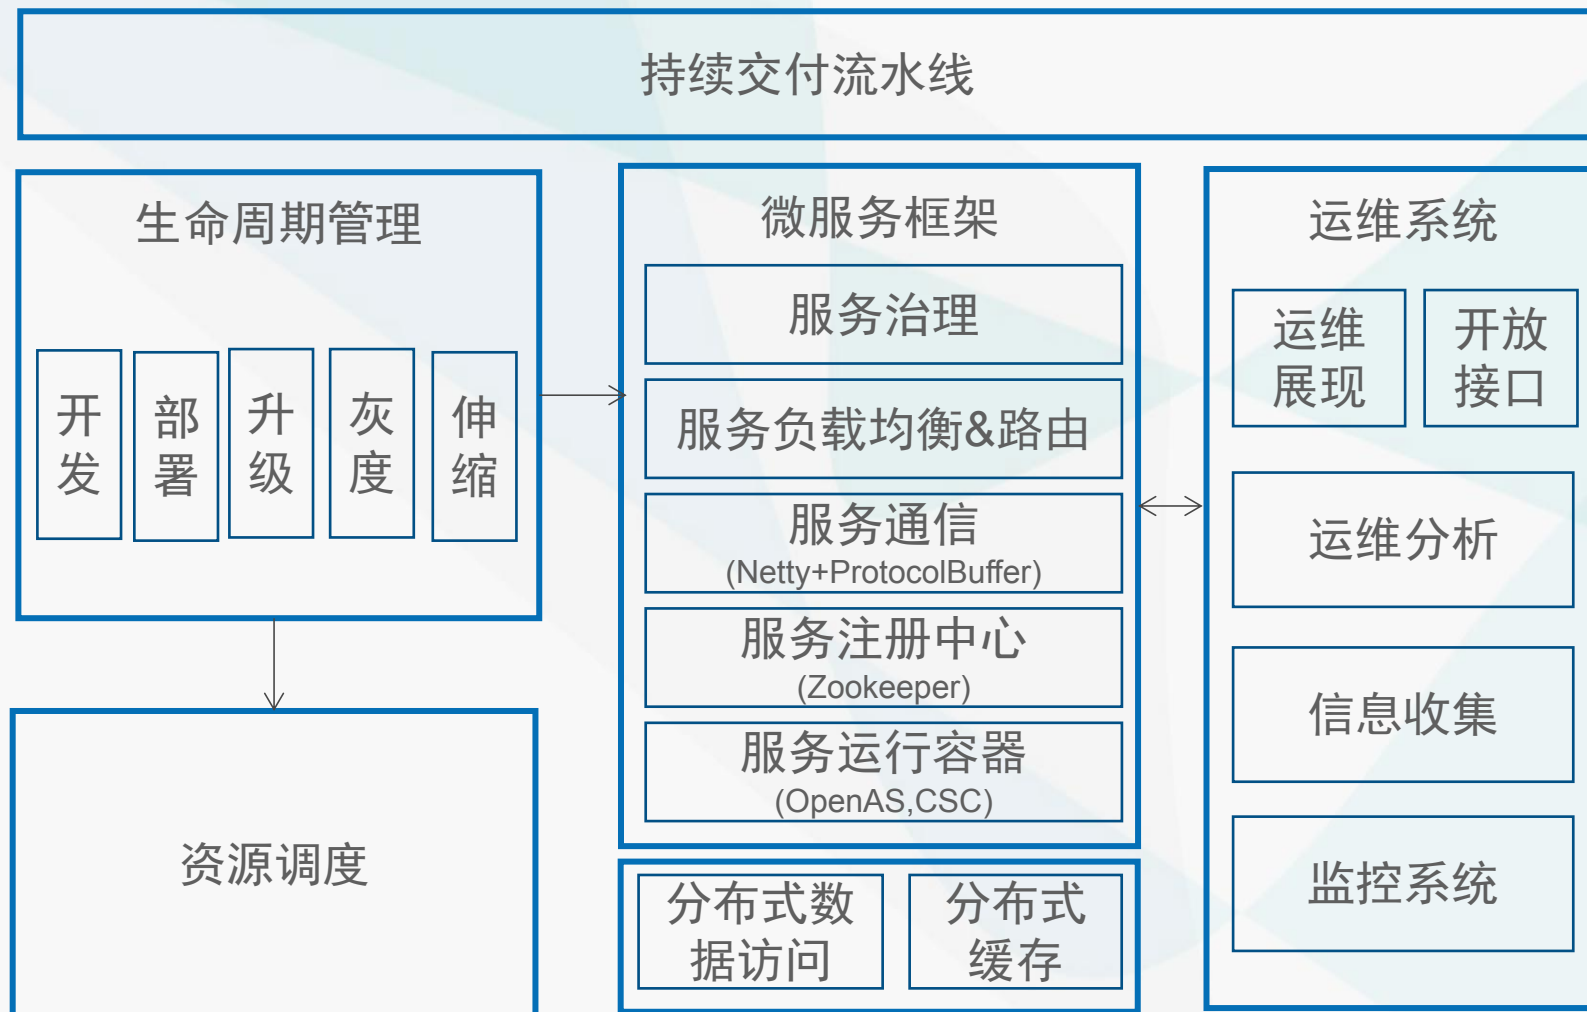 持续交付流水线
生命周期管理
开
发
部
署
升
级
灰
度
伸
缩
资源调度
微服务框架
服务治理
服务负载均衡&路由
服务通信
(Netty+ProtocolBuffer)
服务注册中心
(Zookeeper)
服务运行容器
(OpenAS,CSC)
分布式数
据访问
分布式
缓存
运维系统
运维
展现
开放
接口
运维分析
信息收集
监控系统